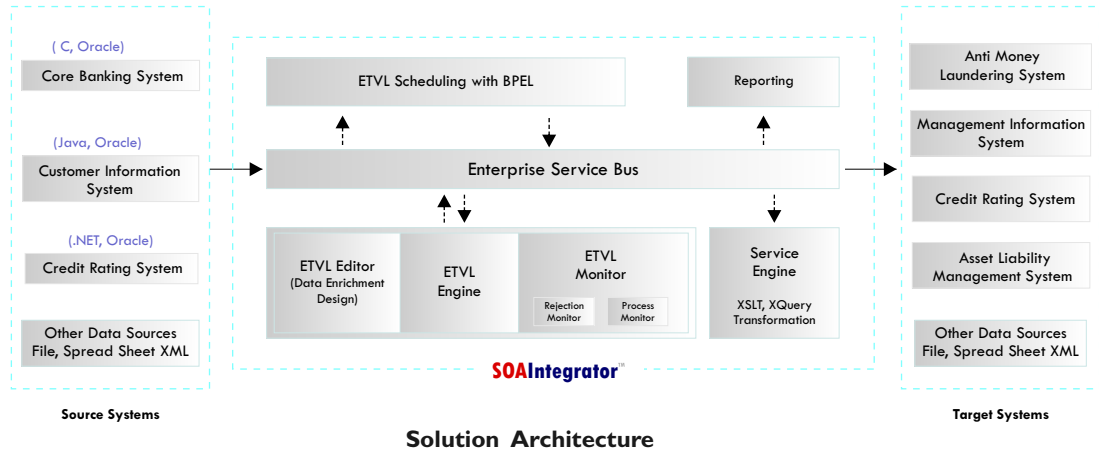 ( C, Oracle)
Core Banking System
(Java, Oracle)
Customer Information
System
(.NET, Oracle)
Credit Rating System
Other Data Sources
File, Spread Sheet XML
Source Systems
ETVL Scheduling with BPEL
Reporting
Enterprise Service Bus
ETVL Editor
(Data Enrichment
Design)
ETVL
Engine
ETVL
Monitor
Rejection
Monitor
Process
Monitor
Service
Engine
XSLT, XQuery
Transformation
SOAIntegrator™
Anti Money
Laundering System
Management Information
System
Credit Rating System
Asset Liability
Management System
Other Data Sources
File, Spread Sheet XML
Target Systems
Solution Architecture